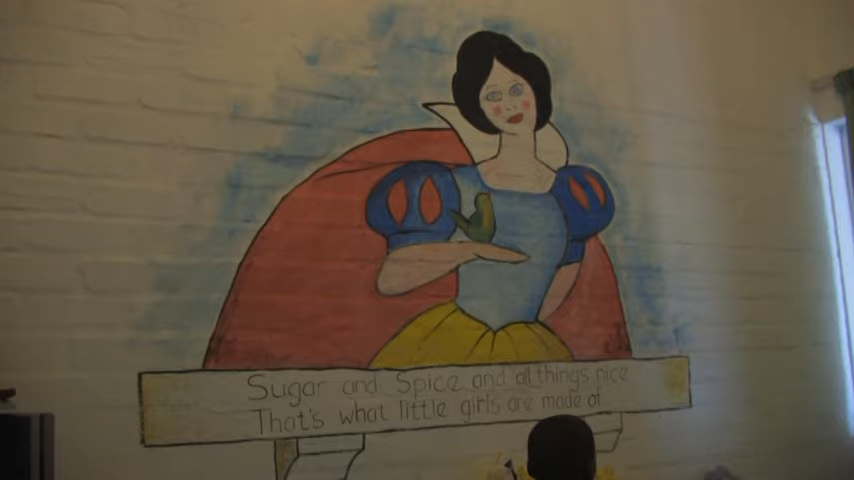 Sugar and Spice and all things nice
That's what little girls are made of